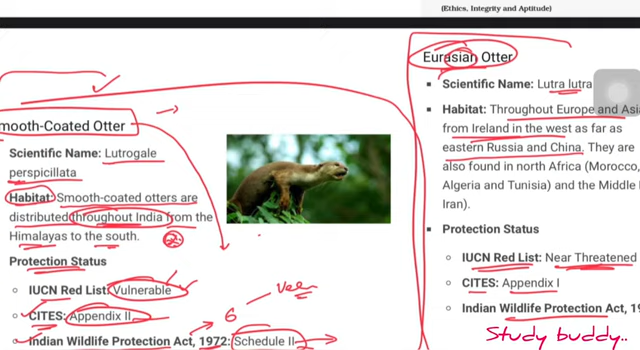 (Ethics, Integrity and Aptitude)
mooth-Coated Otter
Scientific Name: Lutrogale
perspicillata
Habitat: Smooth-coated otters are
distributed throughout India from the
Himalayas to the south.
2
Protection Status
IUCN Red List: Vulnerable
CITES: Appendix II
Indian Wildlife Protection Act, 1972: Schedule II
6
Eurasian Otter
Scientific Name: Lutra lutra
Habitat: Throughout Europe and Asi
from Ireland in the west as far as
eastern Russia and China. They are
also found in north Africa (Morocco,
Algeria and Tunisia) and the Middle
Iran).
Protection Status
IUCN Red List: Near Threatened
CITES: Appendix I
Indian Wildlife Protection Act, 19
Study buddy..